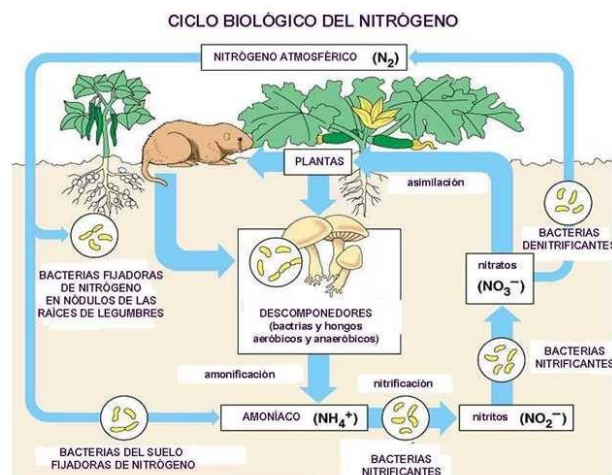 CICLO BIOLÓGICO DEL NITRÓGENO
NITRÓGENO ATMOSFÉRICO (N₂)
PLANTAS
asimilación
BACTERIAS
DENITRIFICANTES
BACTERIAS FIJADORAS
DE NITRÓGENO
EN NÓDULOS DE LAS
RAÍCES DE LEGUMBRES
DESCOMPONEDORES
(bactrias y hongos
aeróbicos y anaeróbicos)
nitratos
(NO₃⁻)
BACTERIAS
NITRIFICANTES
amonificación
nitrificación
AMONÍACO (NH₄⁺)
nitritos (NO₂⁻)
BACTERIAS DEL SUELO
FIJADORAS DE NITRÓGENO
BACTERIAS
NITRIFICANTES